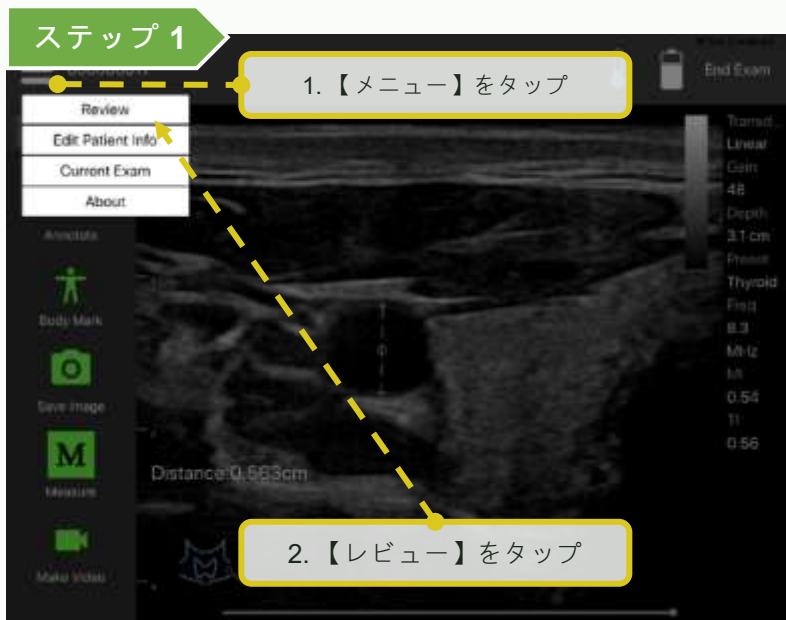 ステップ 1
1. 【メニュー】をタップ
End Exam
Review
Edit Patient Info
Current Exam
About
Annotate
Body Mark
Save Image
Measure
Make Video
Distance:0.563cm
2. 【レビュー】をタップ
Transd...
Linear
Gain
48
Depth
3.1 cm
Preset
Thyroid
Freq
8.3
MHz
MI
0.54
TI
0.56